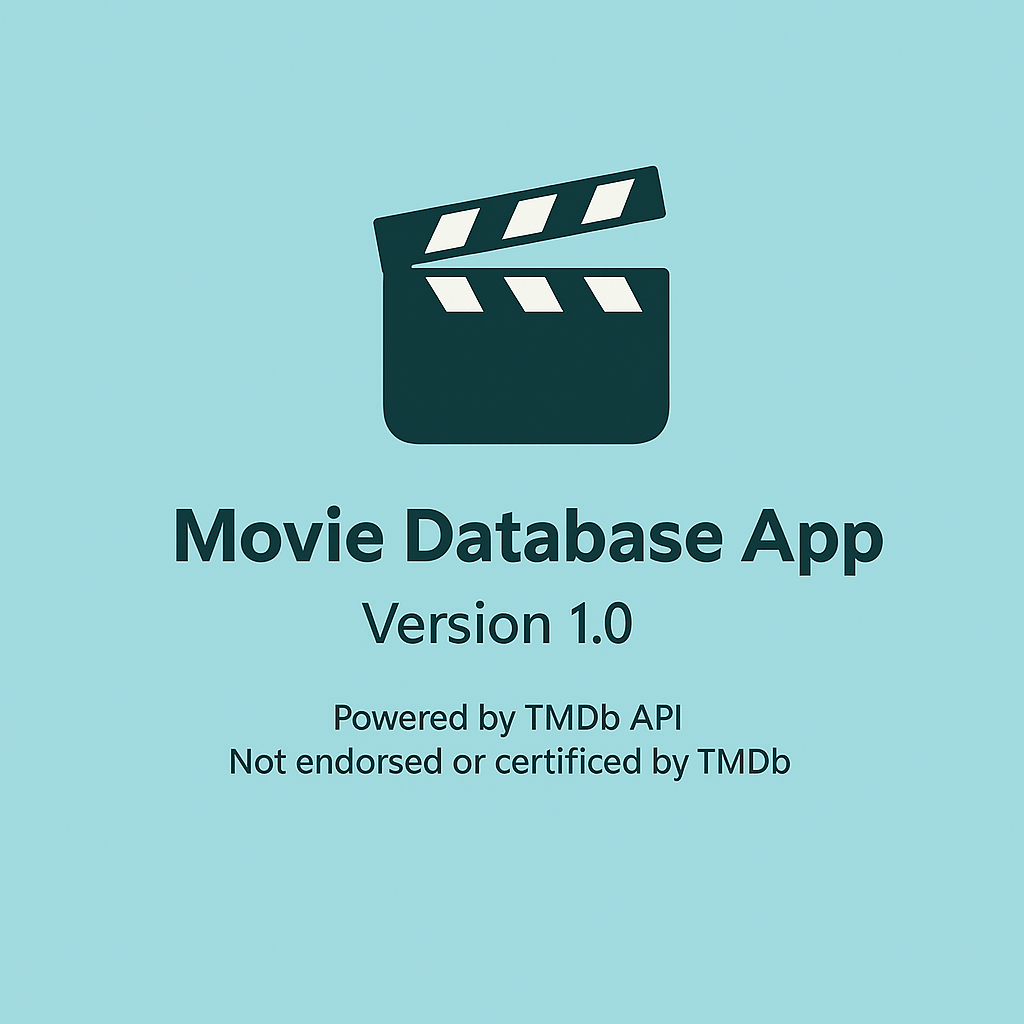 Movie Database App
Version 1.0
Powered by TMDb API
Not endorsed or certificed by TMDb